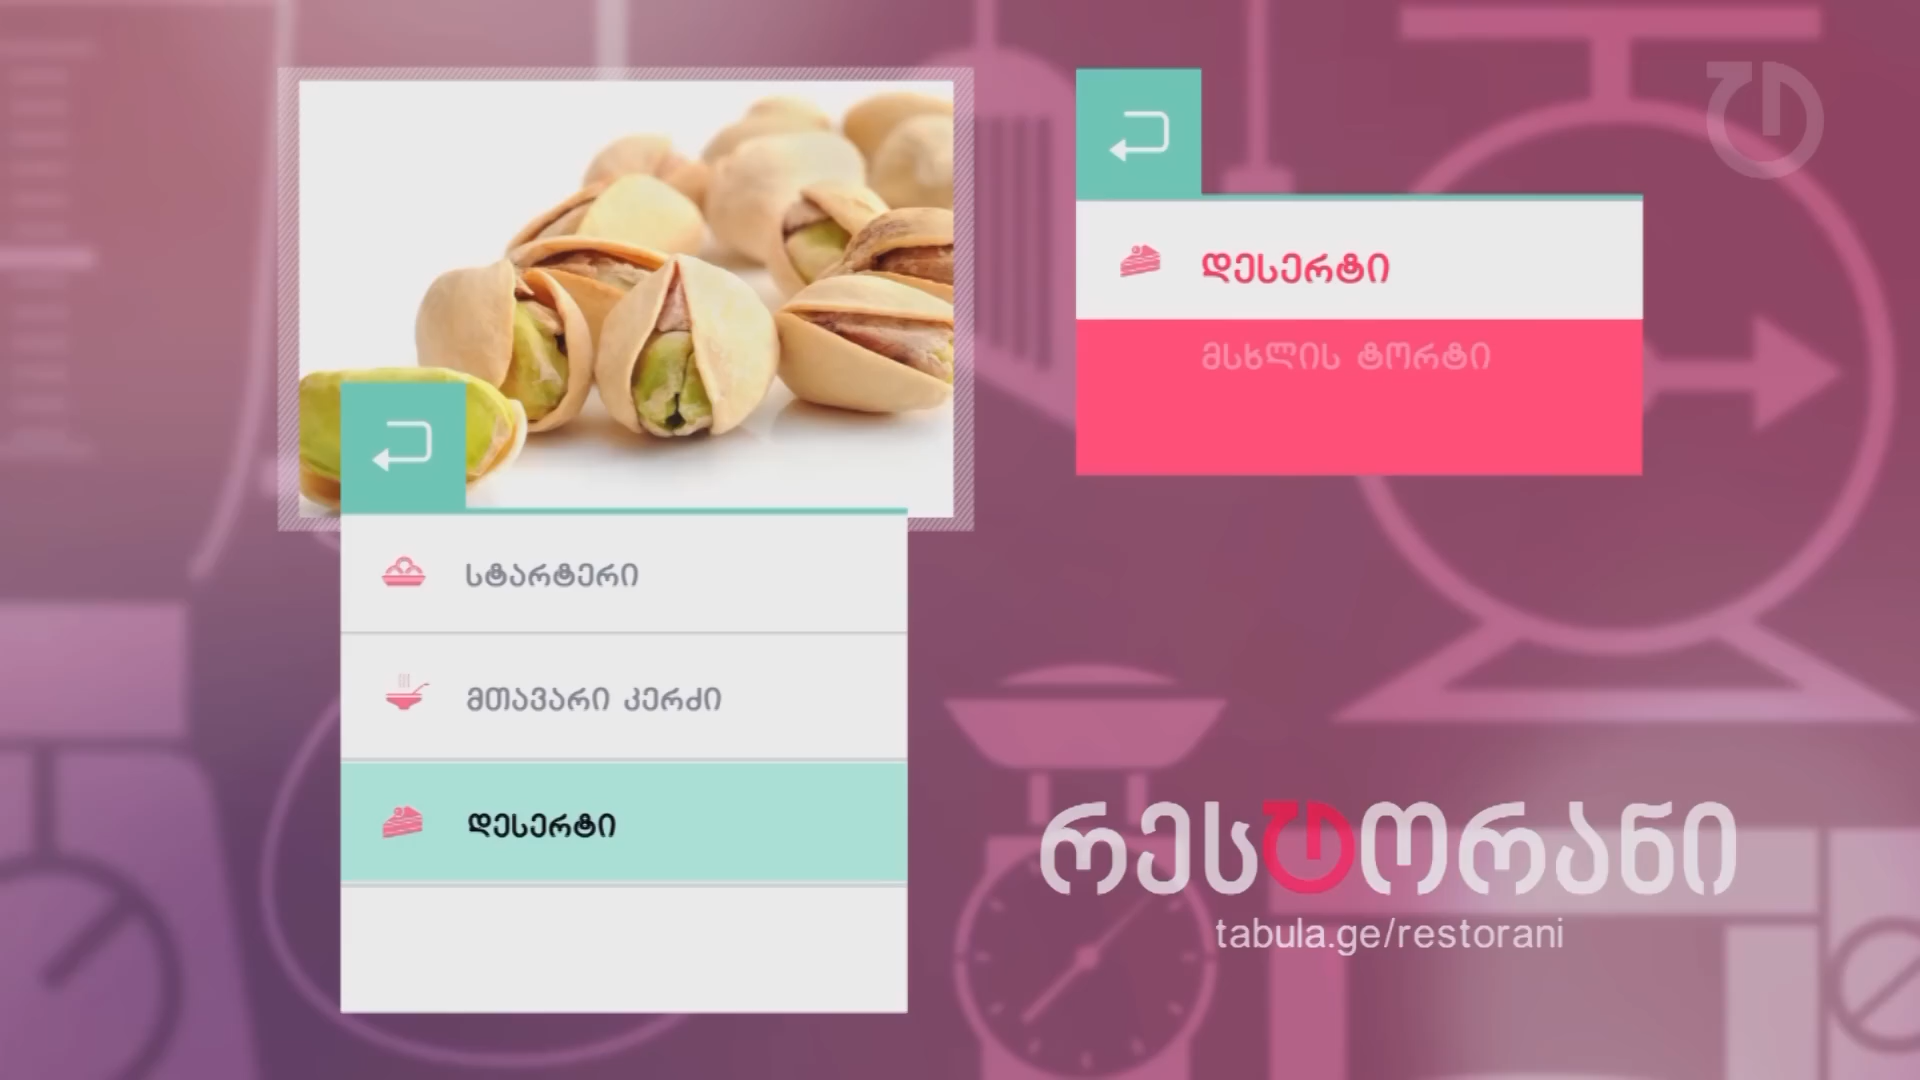 სტარტერი
მთავარი კერძი
დესერტი
დესერტი
მსხლის ტორტი
რესტორანი
tabula.ge/restorani